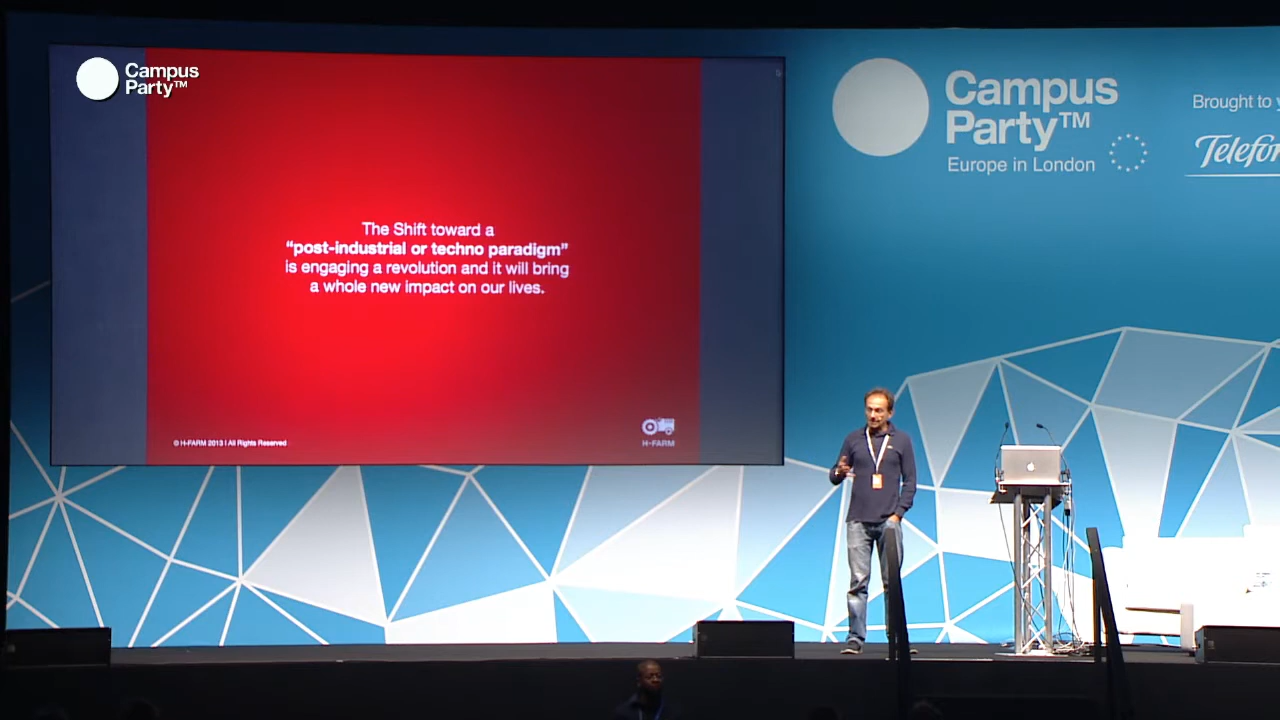 Campus
Party™
The Shift toward a
“post-industrial or techno paradigm”
is engaging a revolution and it will bring
a whole new impact on our lives.
© H-FARM 2013 | All Rights Reserved
H-FARM
Campus
Party™
Europe in London
Brought to